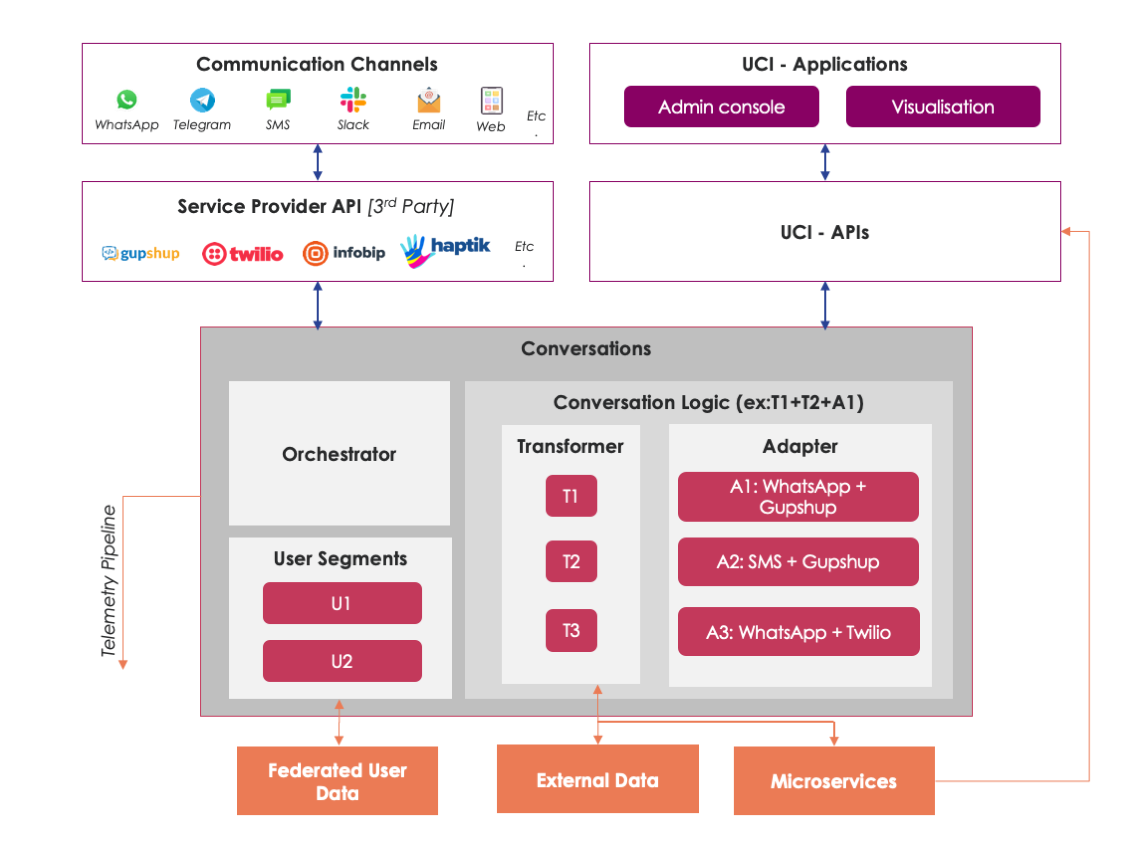 Communication Channels
WhatsApp
Telegram
SMS
Slack
Email
Web
Etc
.
UCI - Applications
Admin console
Visualisation
Service Provider API [3rd Party]
gupshup
twilio
infobip
haptik
Etc
.
UCI - APIs
Conversations
Orchestrator
User Segments
U1
U2
Conversation Logic (ex:T1+T2+A1)
Transformer
T1
T2
T3
Adapter
A1: WhatsApp +
Gupshup
A2: SMS + Gupshup
A3: WhatsApp + Twilio
Telemetry Pipeline
Federated User
Data
External Data
Microservices